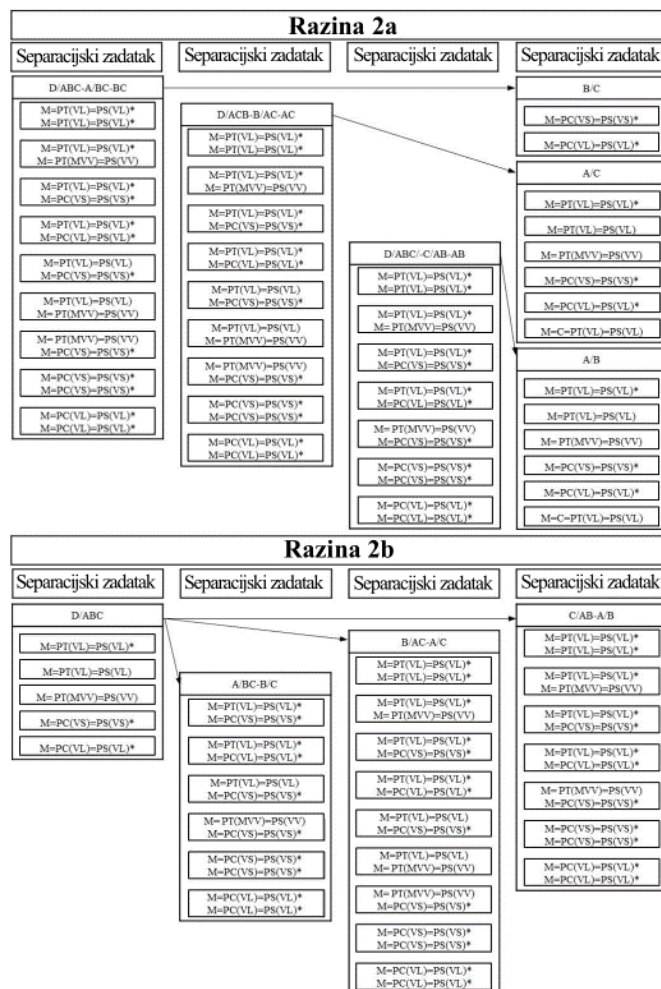 Razina 2a
Separacijski zadatak
Separacijski zadatak
Separacijski zadatak
Separacijski zadatak
D/ABC-A/BC-BC
M=PT(VL)=PS(VL)*
M=PT(VL)=PS(VL)*
M=PT(VL)=PS(VL)*
M= PT(MVV)=PS(VV)
M=PT(VL)=PS(VL)*
M=PC(VS)=PS(VS)*
M=PT(VL)=PS(VL)*
M=PC(VL)=PS(VL)*
M=PT(VL)=PS(VL)
M=PC(VS)=PS(VS)*
M=PT(VL)=PS(VL)
M= PT(MVV)=PS(VV)
M= PT(MVV)=PS(VV)
M=PC(VS)=PS(VS)*
M=PC(VS)=PS(VS)*
M=PC(VS)=PS(VS)*
M=PC(VL)=PS(VL)*
M=PC(VL)=PS(VL)*
D/ACB-B/AC-AC
M=PT(VL)=PS(VL)*
M=PT(VL)=PS(VL)*
M=PT(VL)=PS(VL)*
M= PT(MVV)=PS(VV)
M=PT(VL)=PS(VL)*
M=PC(VS)=PS(VS)*
M=PT(VL)=PS(VL)*
M=PC(VL)=PS(VL)*
M=PT(VL)=PS(VL)
M=PC(VS)=PS(VS)*
M=PT(VL)=PS(VL)
M= PT(MVV)=PS(VV)
M= PT(MVV)=PS(VV)
M=PC(VS)=PS(VS)*
M=PC(VS)=PS(VS)*
M=PC(VS)=PS(VS)*
M=PC(VL)=PS(VL)*
M=PC(VL)=PS(VL)*
D/ABC/-C/AB-AB
M=PT(VL)=PS(VL)*
M=PT(VL)=PS(VL)*
M=PT(VL)=PS(VL)*
M= PT(MVV)=PS(VV)
M=PT(VL)=PS(VL)*
M=PC(VS)=PS(VS)*
M=PT(VL)=PS(VL)*
M=PC(VL)=PS(VL)*
M= PT(MVV)=PS(VV)
M=PC(VS)=PS(VS)*
M=PC(VS)=PS(VS)*
M=PC(VS)=PS(VS)*
M=PC(VL)=PS(VL)*
M=PC(VL)=PS(VL)*
B/C
M=PC(VS)=PS(VS)*
M=PC(VL)=PS(VL)*
A/C
M=PT(VL)=PS(VL)*
M=PT(VL)=PS(VL)
M= PT(MVV)=PS(VV)
M=PC(VS)=PS(VS)*
M=PC(VL)=PS(VL)*
M=C=PT(VL)=PS(VL)
A/B
M=PT(VL)=PS(VL)*
M=PT(VL)=PS(VL)
M= PT(MVV)=PS(VV)
M=PC(VS)=PS(VS)*
M=PC(VL)=PS(VL)*
M=C=PT(VL)=PS(VL)
Razina 2b
Separacijski zadatak
Separacijski zadatak
Separacijski zadatak
Separacijski zadatak
D/ABC
M=PT(VL)=PS(VL)*
M=PT(VL)=PS(VL)
M= PT(MVV)=PS(VV)
M=PC(VS)=PS(VS)*
M=PC(VL)=PS(VL)*
A/BC-B/C
M=PT(VL)=PS(VL)*
M=PC(VS)=PS(VS)*
M=PT(VL)=PS(VL)*
M=PC(VL)=PS(VL)*
M=PT(VL)=PS(VL)
M=PC(VS)=PS(VS)*
M= PT(MVV)=PS(VV)
M=PC(VS)=PS(VS)*
M=PC(VS)=PS(VS)*
M=PC(VS)=PS(VS)*
M=PC(VL)=PS(VL)*
M=PC(VL)=PS(VL)*
B/AC-A/C
M=PT(VL)=PS(VL)*
M=PT(VL)=PS(VL)*
M=PT(VL)=PS(VL)*
M= PT(MVV)=PS(VV)
M=PT(VL)=PS(VL)*
M=PC(VS)=PS(VS)*
M=PT(VL)=PS(VL)*
M=PC(VL)=PS(VL)*
M=PT(VL)=PS(VL)
M=PC(VS)=PS(VS)*
M=PT(VL)=PS(VL)
M= PT(MVV)=PS(VV)
M= PT(MVV)=PS(VV)
M=PC(VS)=PS(VS)*
M=PC(VS)=PS(VS)*
M=PC(VS)=PS(VS)*
M=PC(VL)=PS(VL)*
M=PC(VL)=PS(VL)*
C/AB-A/B
M=PT(VL)=PS(VL)*
M=PT(VL)=PS(VL)*
M=PT(VL)=PS(VL)*
M= PT(MVV)=PS(VV)
M=PT(VL)=PS(VL)*
M=PC(VS)=PS(VS)*
M=PT(VL)=PS(VL)*
M=PC(VL)=PS(VL)*
M= PT(MVV)=PS(VV)
M=PC(VS)=PS(VS)*
M=PC(VS)=PS(VS)*
M=PC(VS)=PS(VS)*
M=PC(VL)=PS(VL)*
M=PC(VL)=PS(VL)*